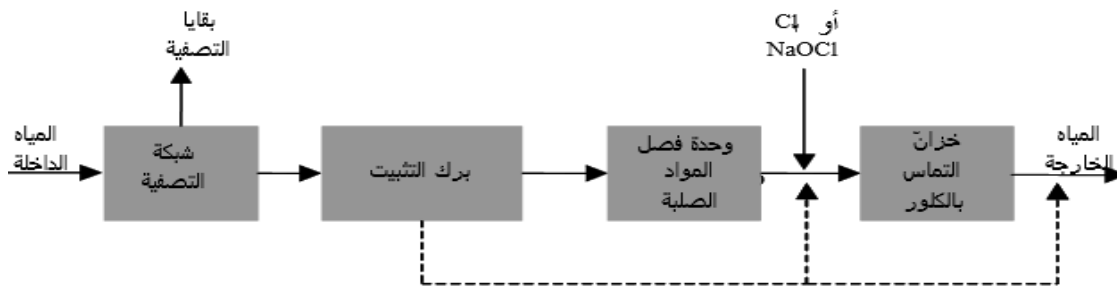 بقايا
التصفية
أو Cl
NaOCl
المياه
الداخلة
شبكة
التصفية
برك التثبيت
وحدة فصل
المواد
الصلبة
خزانّ
التماس
بالكلور
المياه
الخارجة